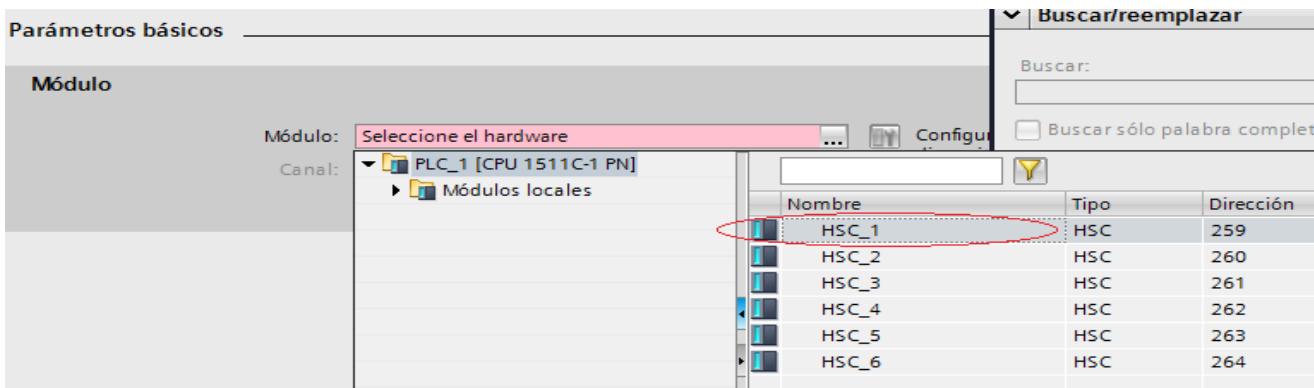 Buscar/reemplazar
Parámetros básicos
Buscar:
Módulo
Buscar sólo palabra complet
Módulo: Seleccione el hardware ... Configu
Canal: PLC_1 [CPU 1511C-1 PN]
Módulos locales
Nombre Tipo Dirección
HSC_1 HSC 259
HSC_2 HSC 260
HSC_3 HSC 261
HSC_4 HSC 262
HSC_5 HSC 263
HSC_6 HSC 264